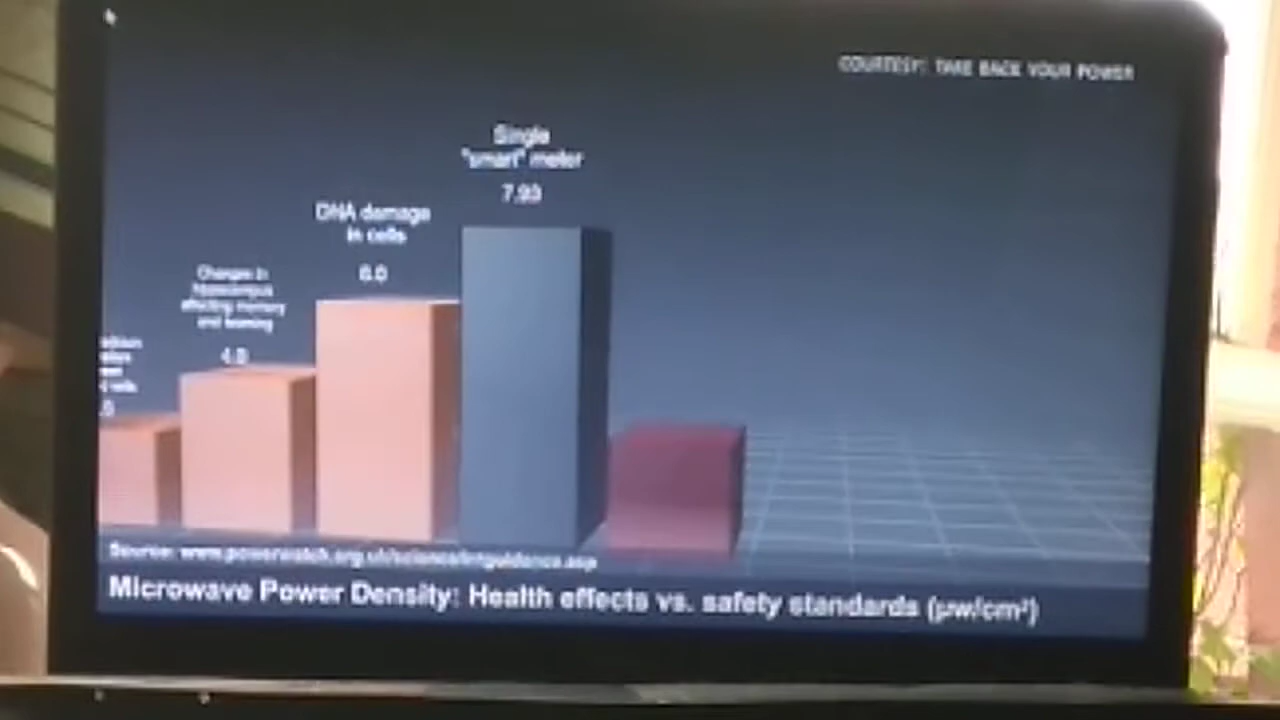 COURTESY: TAKE BACK YOUR POWER
Single
"smart" meter
7.93
DNA damage
in cells
6.0
Changes in
hippocampus
affecting memory
and learning
4.0
Source: www.powerwatch.org.uk/science/intguidance.asp
Microwave Power Density: Health effects vs. safety standards (μw/cm²)